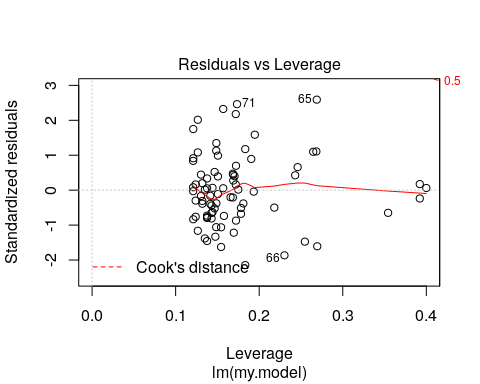 Residuals vs Leverage
3
2
1
0
-1
-2
Standardized residuals
71
65
66
0.5
Cook's distance
0.0 0.1 0.2 0.3 0.4
Leverage
lm(my.model)